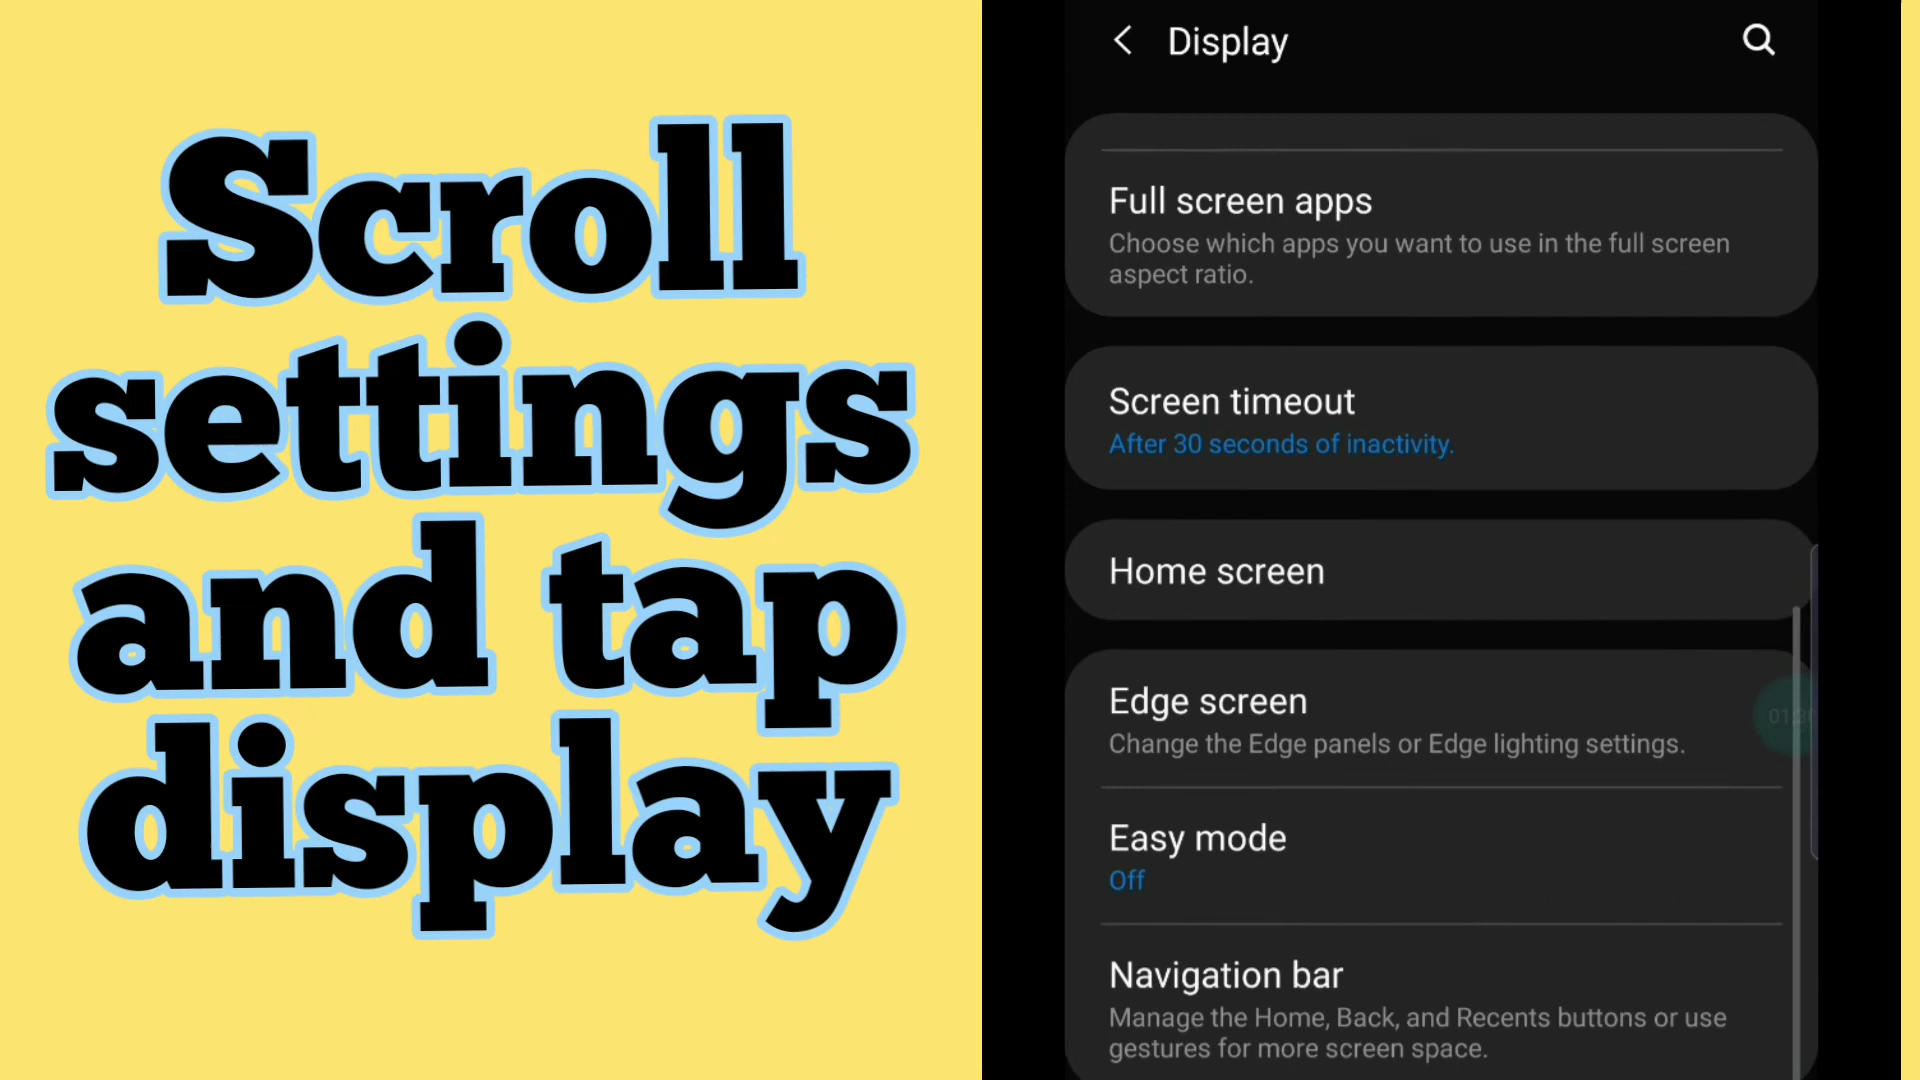 Scroll
settings
and tap
display
Display
Full screen apps
Choose which apps you want to use in the full screen
aspect ratio.
Screen timeout
After 30 seconds of inactivity.
Home screen
Edge screen
Change the Edge panels or Edge lighting settings.
Easy mode
Off
Navigation bar
Manage the Home, Back, and Recents buttons or use
gestures for more screen space.